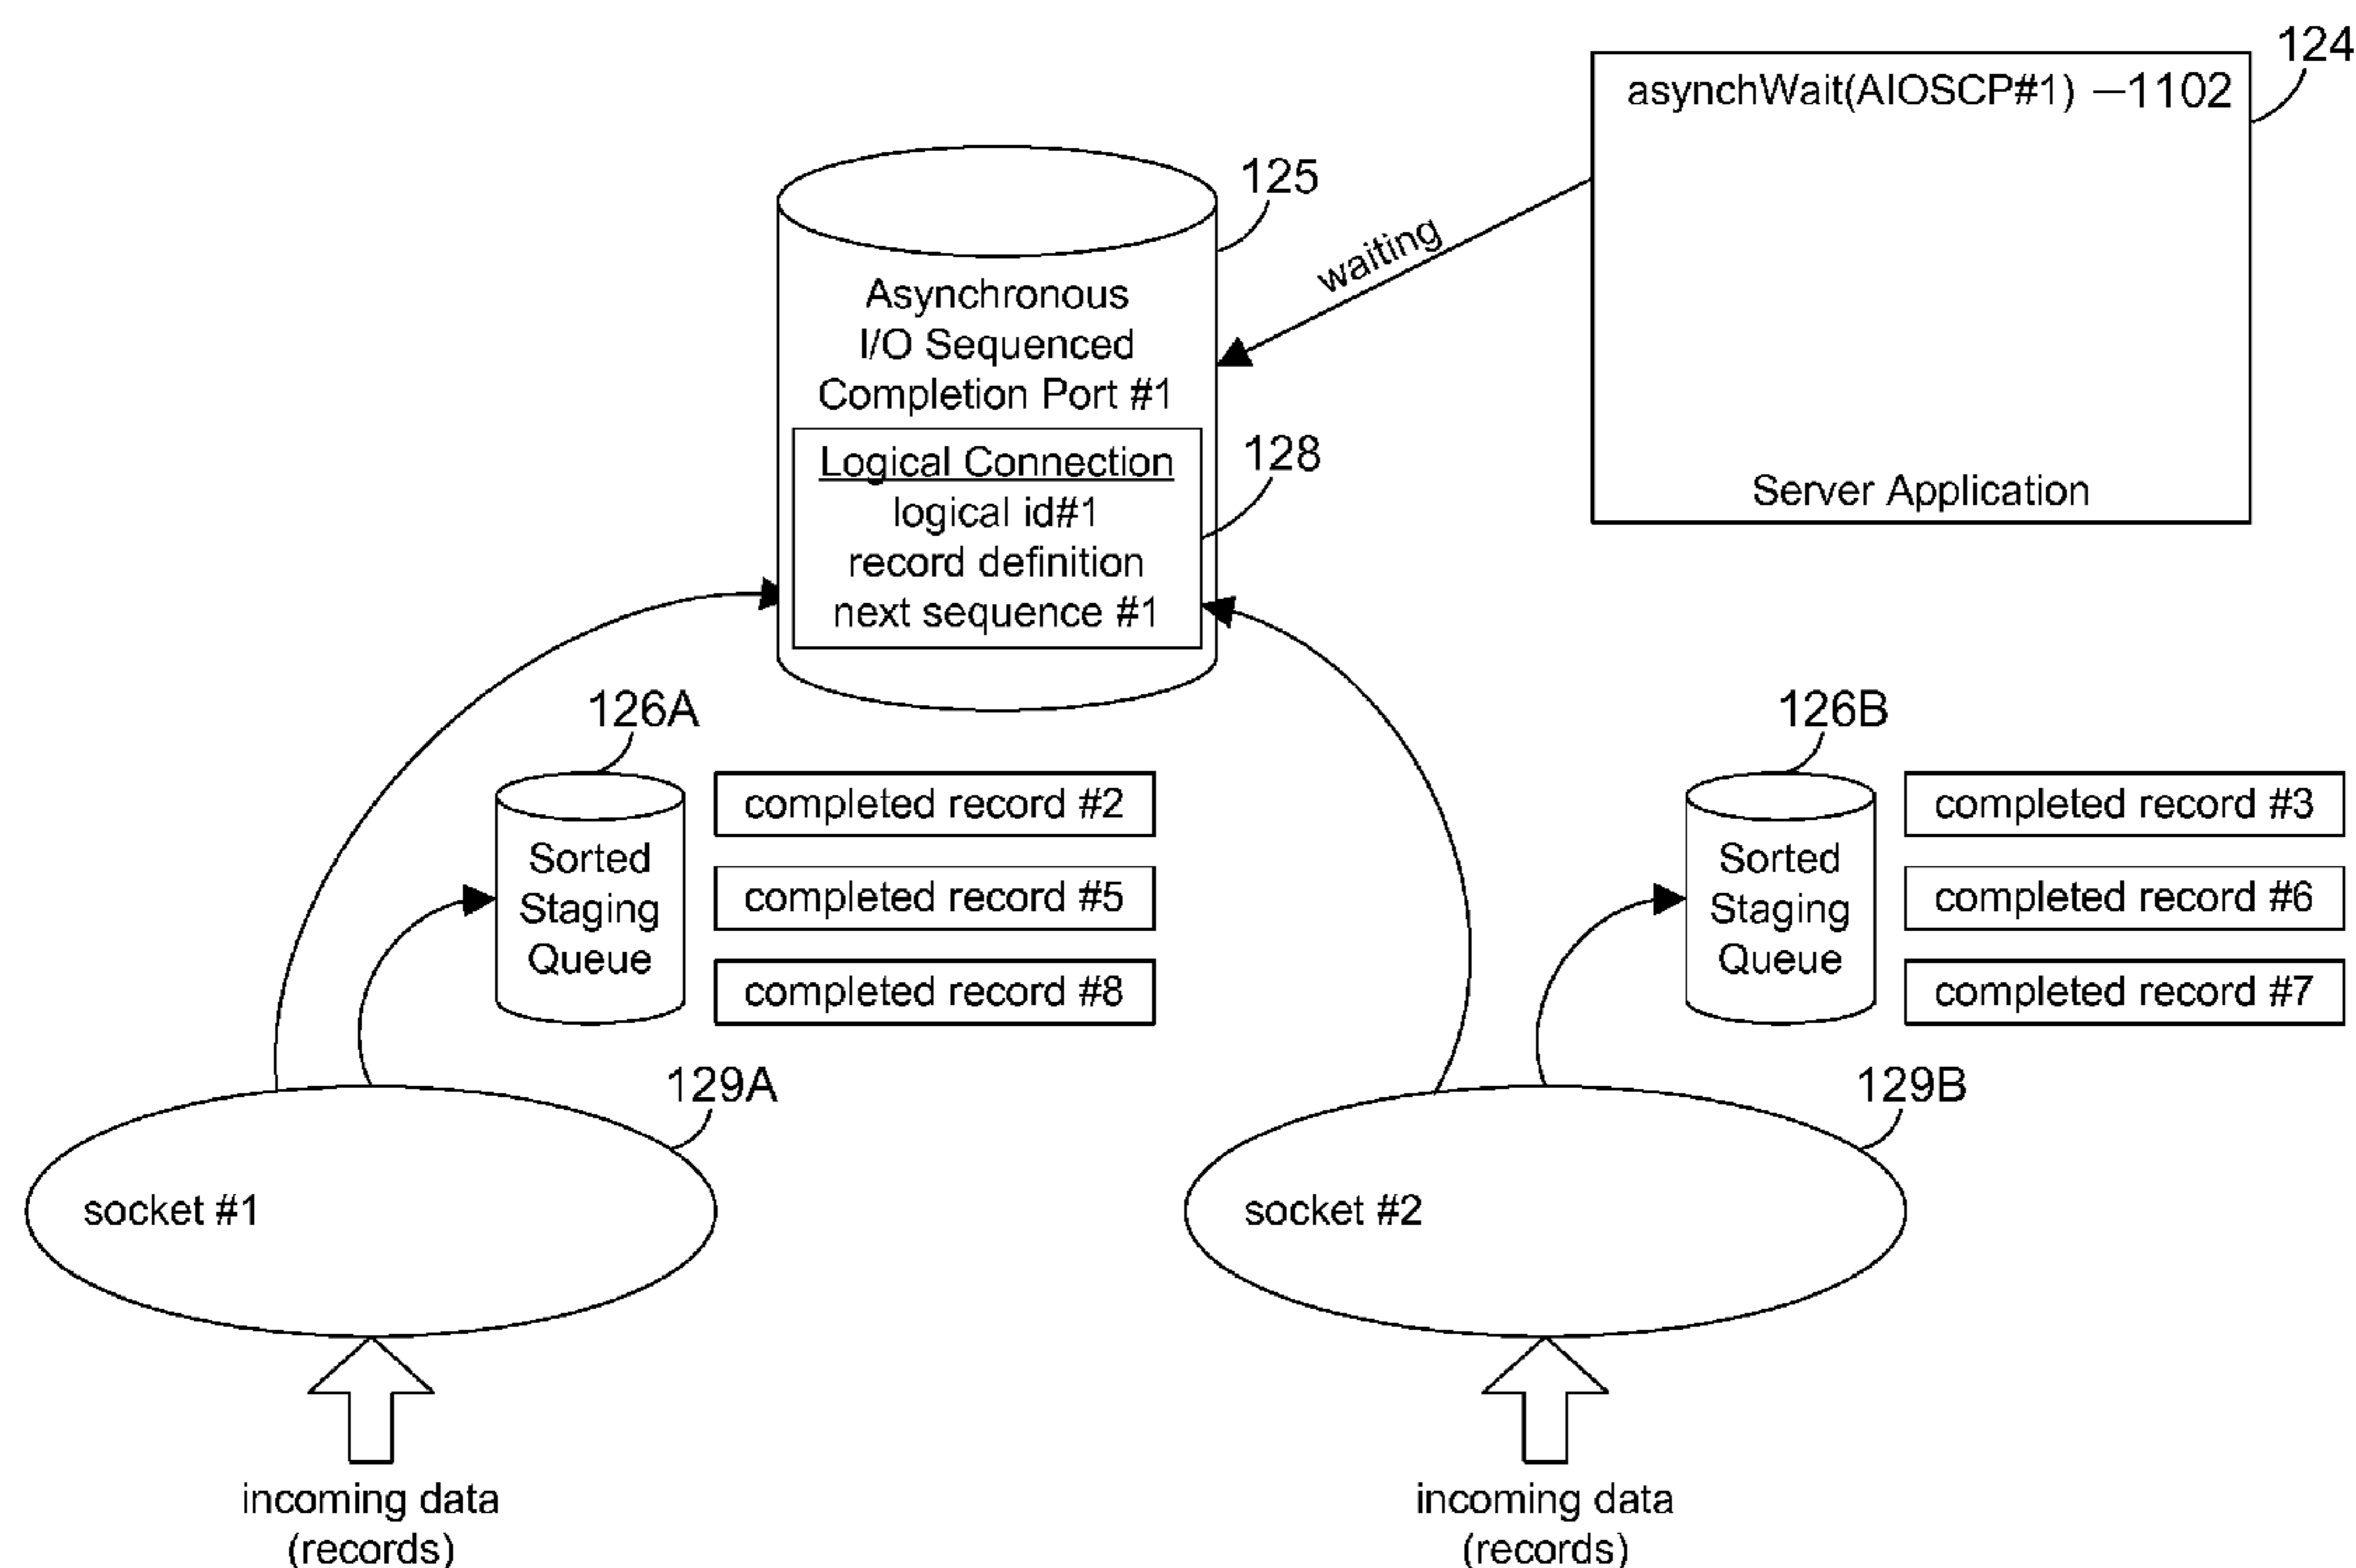 124
asynchWait(AIOSCP#1) —1102
Server Application
125
waiting
Asynchronous
I/O Sequenced
Completion Port #1
128
Logical Connection
logical id#1
record definition
next sequence #1
126A
Sorted
Staging
Queue
completed record #2
completed record #5
completed record #8
126B
Sorted
Staging
Queue
completed record #3
completed record #6
completed record #7
129A
socket #1
incoming data
(records)
129B
socket #2
incoming data
(records)